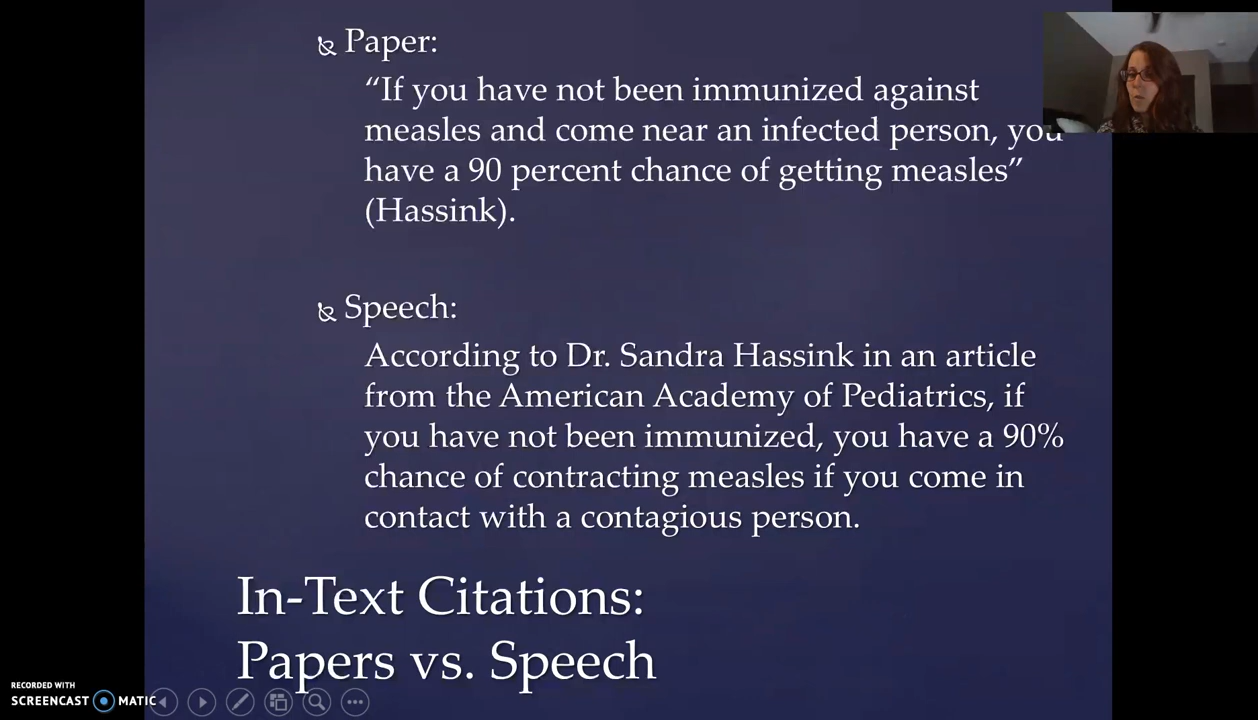 Paper:
“If you have not been immunized against
measles and come near an infected person, you
have a 90 percent chance of getting measles”
(Hassink).
Speech:
According to Dr. Sandra Hassink in an article
from the American Academy of Pediatrics, if
you have not been immunized, you have a 90%
chance of contracting measles if you come in
contact with a contagious person.
In-Text Citations:
Papers vs. Speech
RECORDED WITH
SCREENCAST MATIC